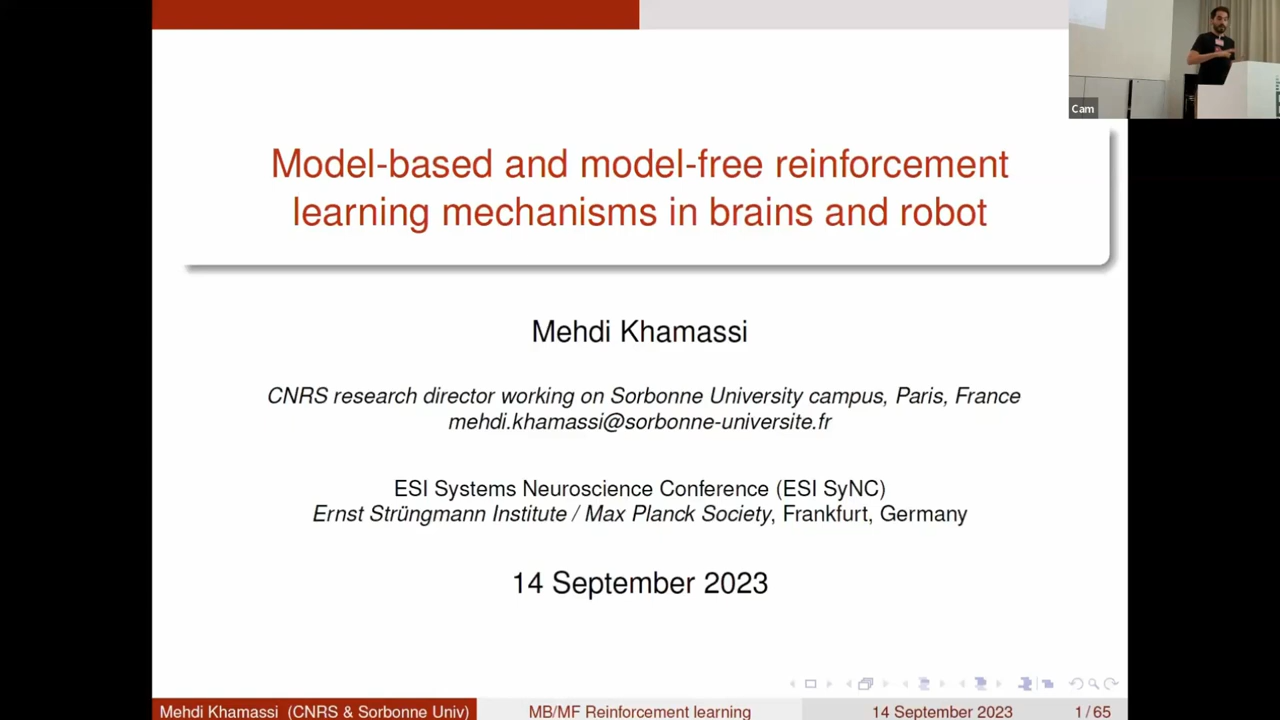 Cam
Model-based and model-free reinforcement
learning mechanisms in brains and robot
Mehdi Khamassi
CNRS research director working on Sorbonne University campus, Paris, France
mehdi.khamassi@sorbonne-universite.fr
ESI Systems Neuroscience Conference (ESI SyNC)
Ernst Strüngmann Institute / Max Planck Society, Frankfurt, Germany
14 September 2023
Mehdi Khamassi (CNRS & Sorbonne Univ) MB/MF Reinforcement learning 14 September 2023 1 / 65